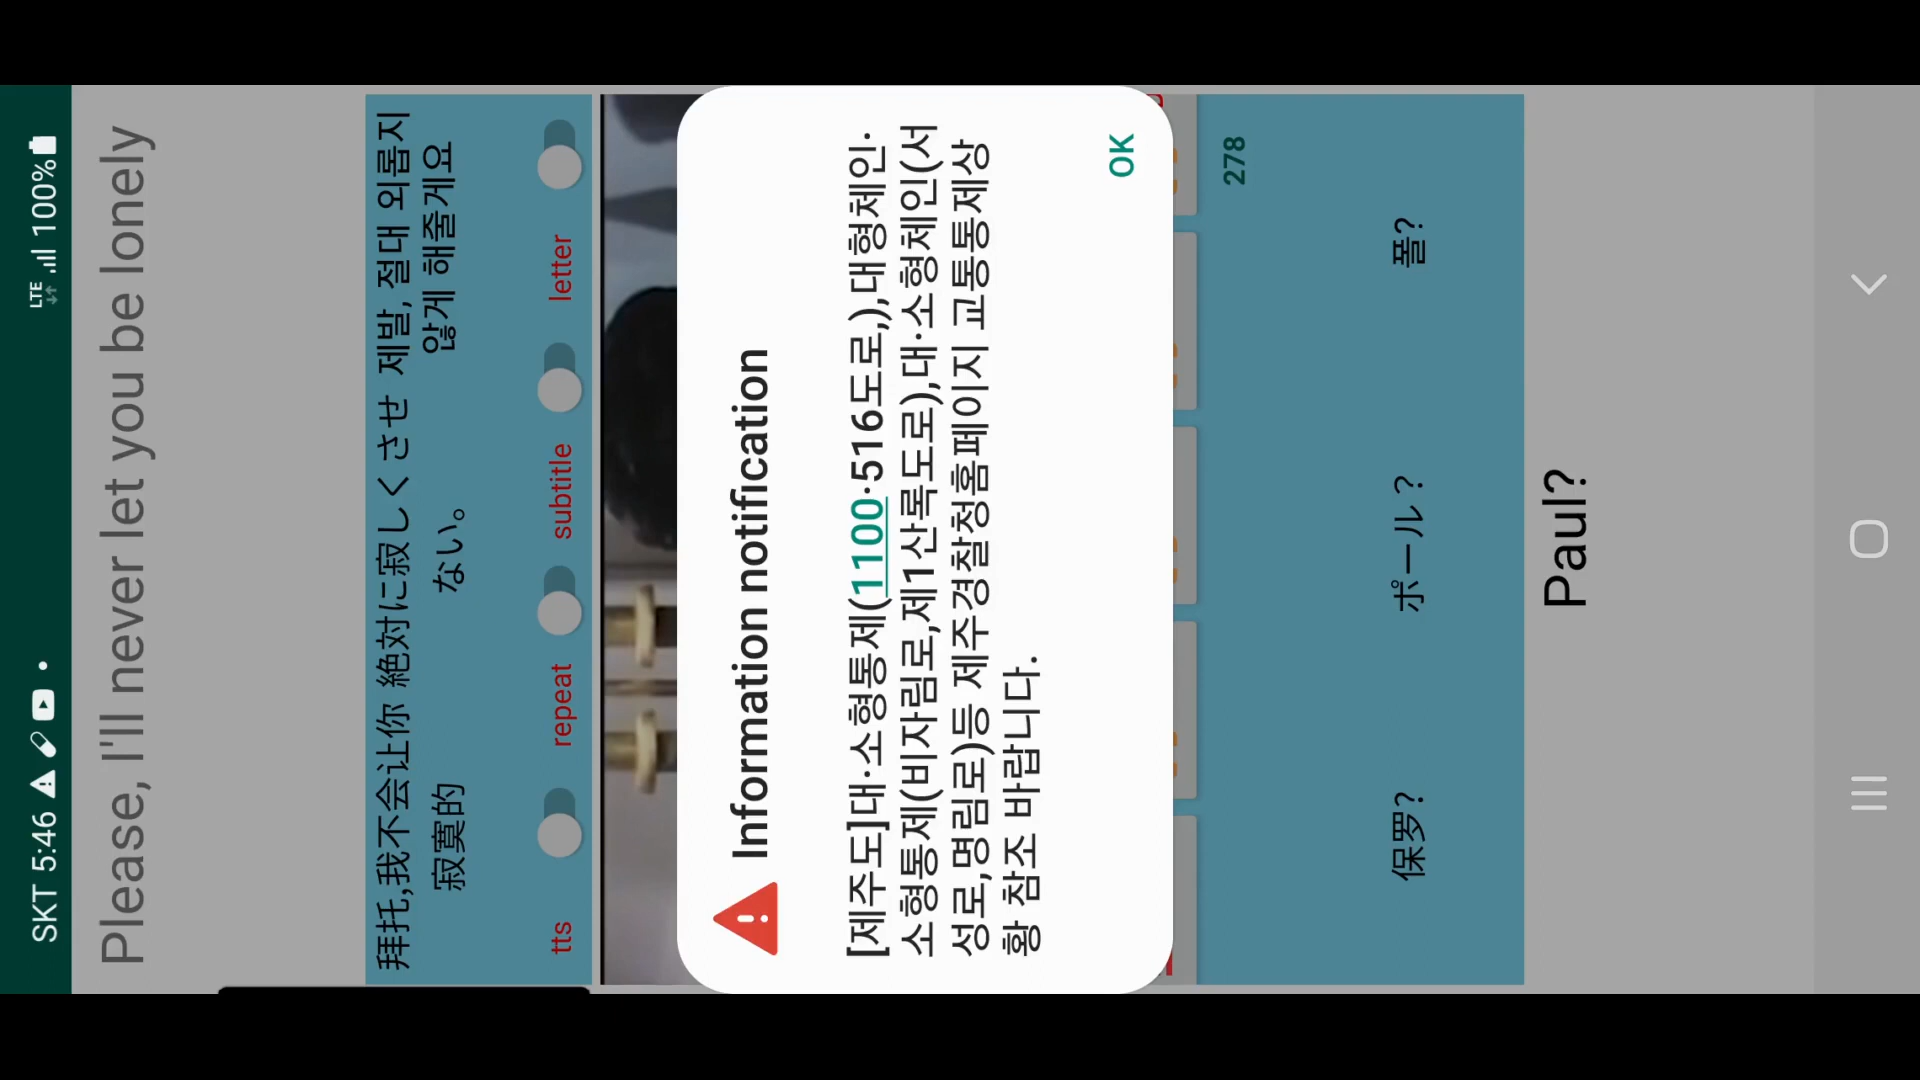 SKT 5:46
LTE 100%
Please, I'll never let you be lonely
拜托,我不会让你
寂寞的
絶対に寂しくさせ
ない。
제발, 절대 외롭지
않게 해줄게요
tts
repeat
subtitle
letter
Information notification
[제주도]대·소형통제(1100·516도로,),대형체인·
소형통제(비자림로,제1산록도로),대·소형체인(서
성로,명림로)등 제주경찰청홈페이지 교통통제상
황 참조 바랍니다.
OK
278
保罗?
ポール？
폴?
Paul?